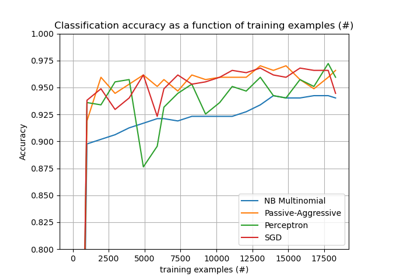 Classification accuracy as a function of training examples (#)
1.000
0.975
0.950
0.925
0.900
0.875
0.850
0.825
0.800
Accuracy
NB Multinomial
Passive-Aggressive
Perceptron
SGD
0 2500 5000 7500 10000 12500 15000 17500
training examples (#)